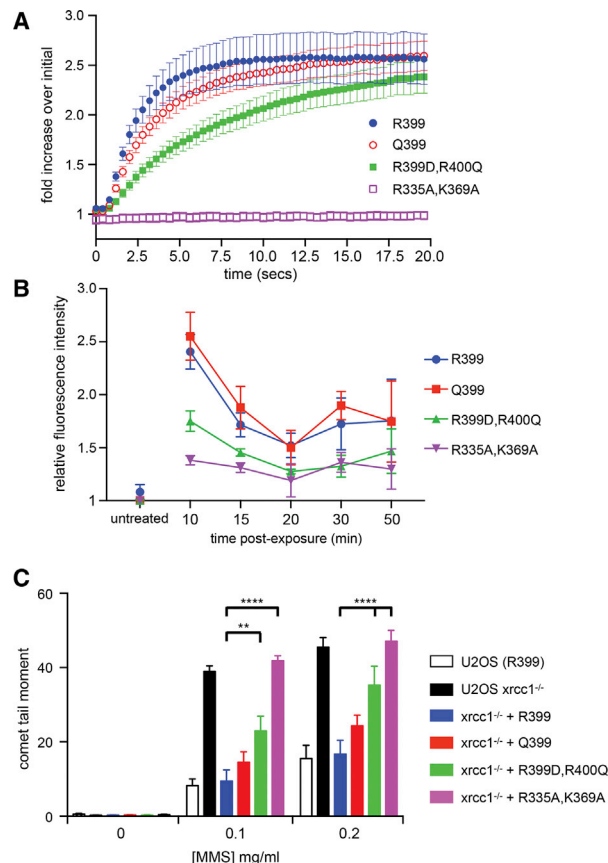 A
fold increase over initial
3.0
2.5
2.0
1.5
1
R399
Q399
R399D,R400Q
R335A,K369A
0.0 2.5 5.0 7.5 10.0 12.5 15.0 17.5 20.0
time (secs)
B
relative fluorescence intensity
3.0
2.5
2.0
1.5
1
R399
Q399
R399D,R400Q
R335A,K369A
untreated 10 15 20 30 50
time post-exposure (min)
C
comet tail moment
60
40
20
0
****
**
****
U2OS (R399)
U2OS xrcc1-/-
xrcc1-/- + R399
xrcc1-/- + Q399
xrcc1-/- + R399D,R400Q
xrcc1-/- + R335A,K369A
0 0.1 0.2
[MMS] mg/ml